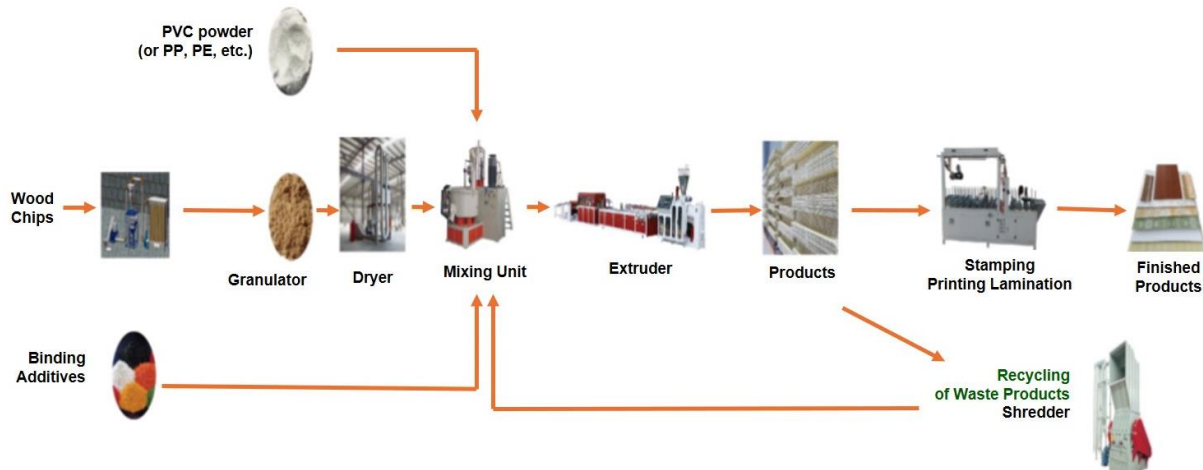 PVC powder
(or PP, PE, etc.)
Wood
Chips
Granulator
Dryer
Mixing Unit
Extruder
Products
Stamping
Printing Lamination
Finished
Products
Binding
Additives
Recycling
of Waste Products
Shredder